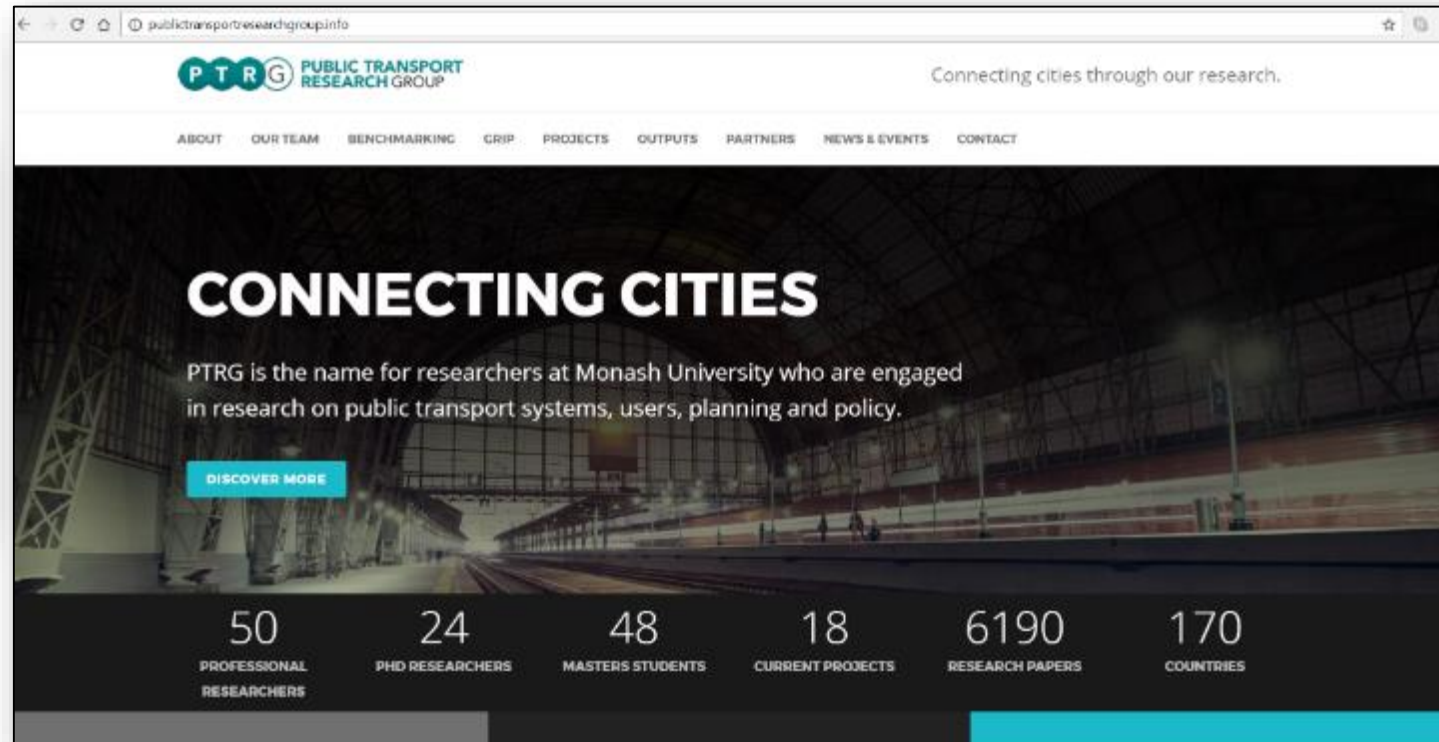 publictransportresearchgroup.info
PTRG PUBLIC TRANSPORT
RESEARCH GROUP
Connecting cities through our research.
ABOUT OUR TEAM BENCHMARKING GRIP PROJECTS OUTPUTS PARTNERS NEWS & EVENTS CONTACT
CONNECTING CITIES
PTRG is the name for researchers at Monash University who are engaged
in research on public transport systems, users, planning and policy.
DISCOVER MORE
50 24 48 18 6190 170
PROFESSIONAL RESEARCHERS PHD RESEARCHERS MASTERS STUDENTS CURRENT PROJECTS RESEARCH PAPERS COUNTRIES